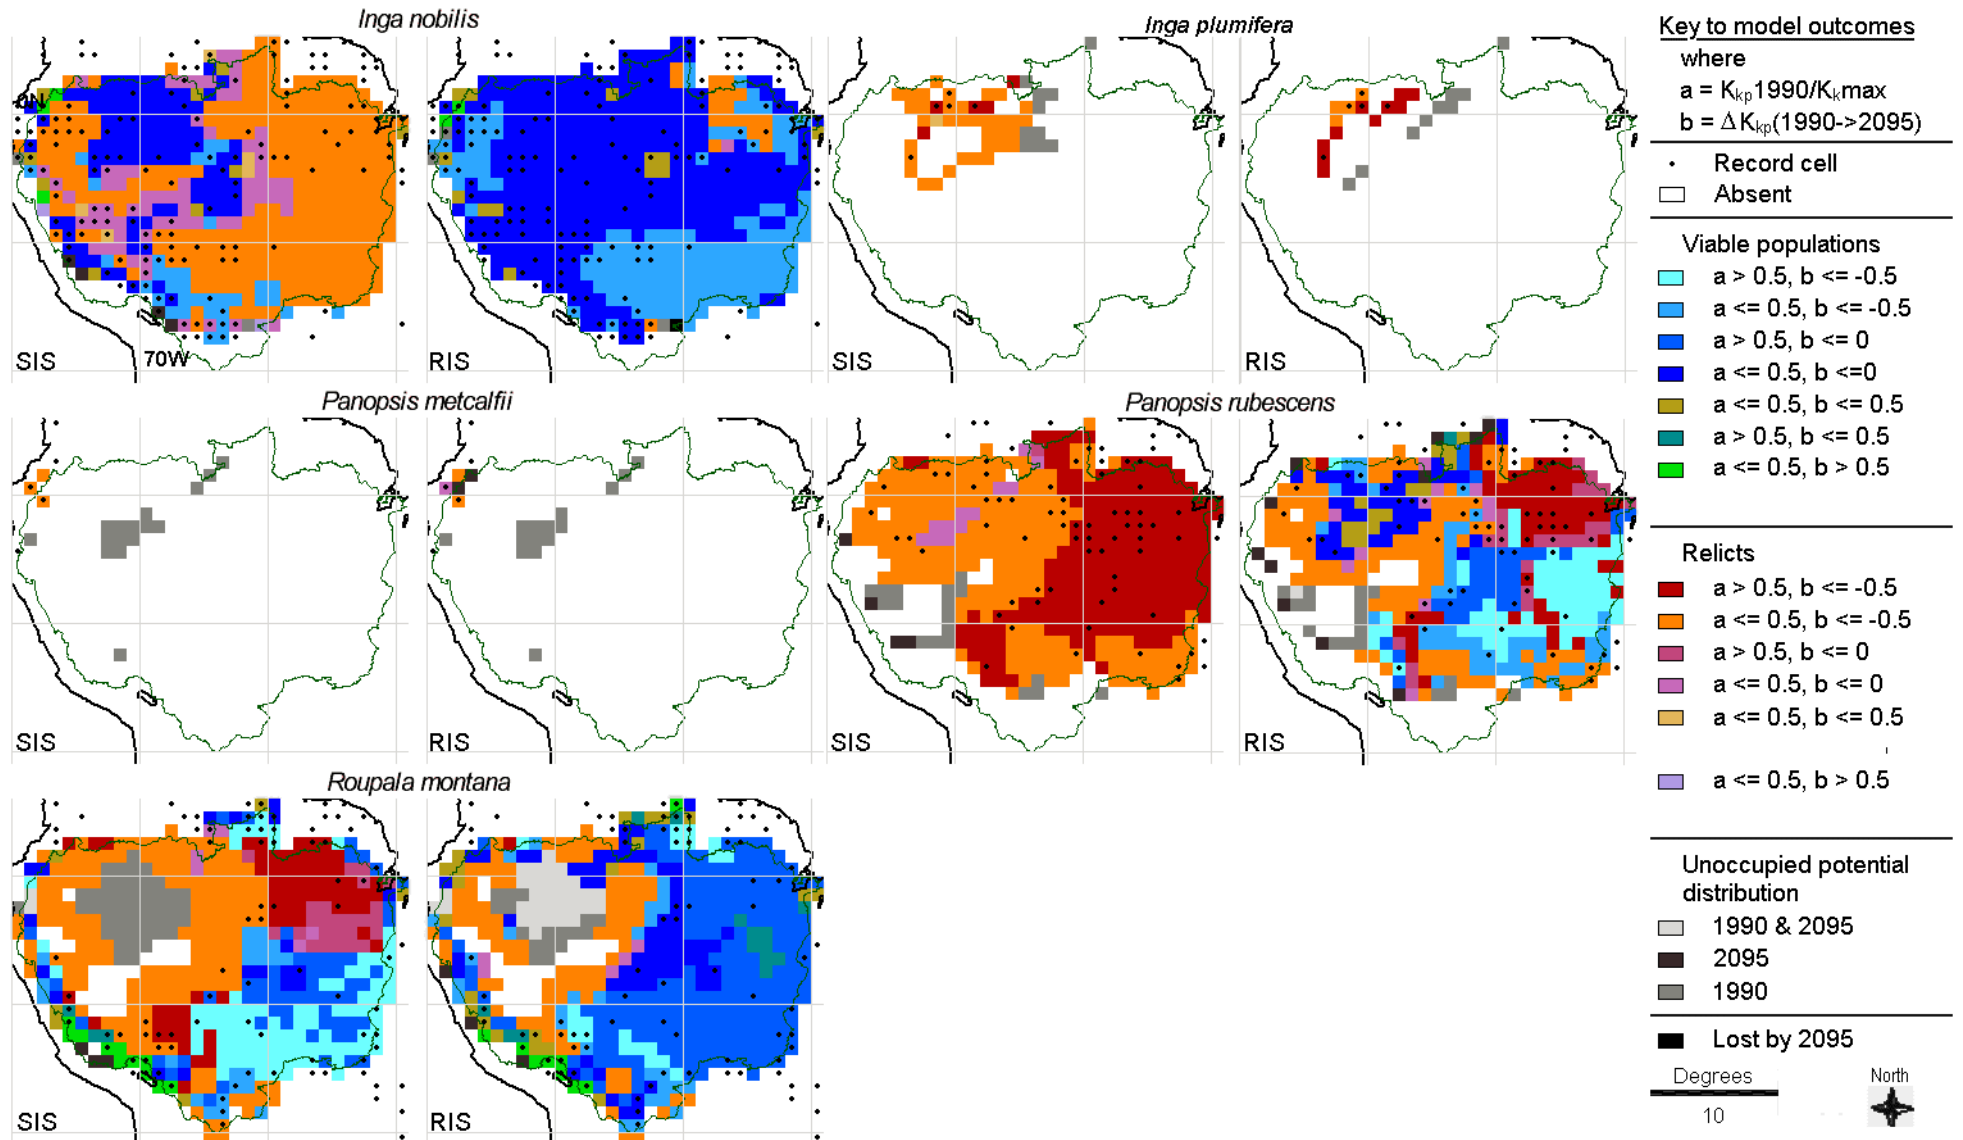 Inga nobilis
Inga plumifera
0N
SIS
70W
RIS
SIS
RIS
Panopsis metcalfii
Panopsis rubescens
SIS
RIS
SIS
RIS
Roupala montana
SIS
RIS
Key to model outcomes
where
a = Kkp1990/Kkmax
b = ΔKkp(1990->2095)
Record cell
Absent
Viable populations
a > 0.5, b <= -0.5
a <= 0.5, b <= -0.5
a > 0.5, b <= 0
a <= 0.5, b <=0
a <= 0.5, b <= 0.5
a > 0.5, b <= 0.5
a <= 0.5, b > 0.5
Relicts
a > 0.5, b <= -0.5
a <= 0.5, b <= -0.5
a > 0.5, b <= 0
a <= 0.5, b <= 0
a <= 0.5, b <= 0.5
a <= 0.5, b > 0.5
Unoccupied potential
distribution
1990 & 2095
2095
1990
Lost by 2095
Degrees
10
North